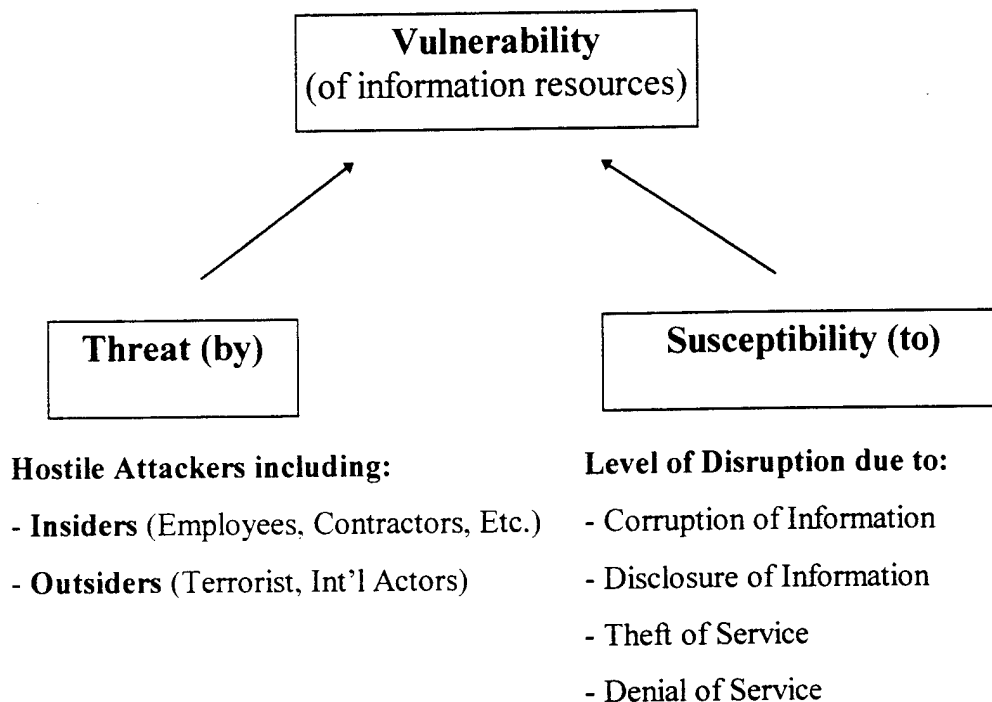 Vulnerability
(of information resources)
Threat (by)
Susceptibility (to)
Hostile Attackers including:
- Insiders (Employees, Contractors, Etc.)
- Outsiders (Terrorist, Int'l Actors)
Level of Disruption due to:
- Corruption of Information
- Disclosure of Information
- Theft of Service
- Denial of Service